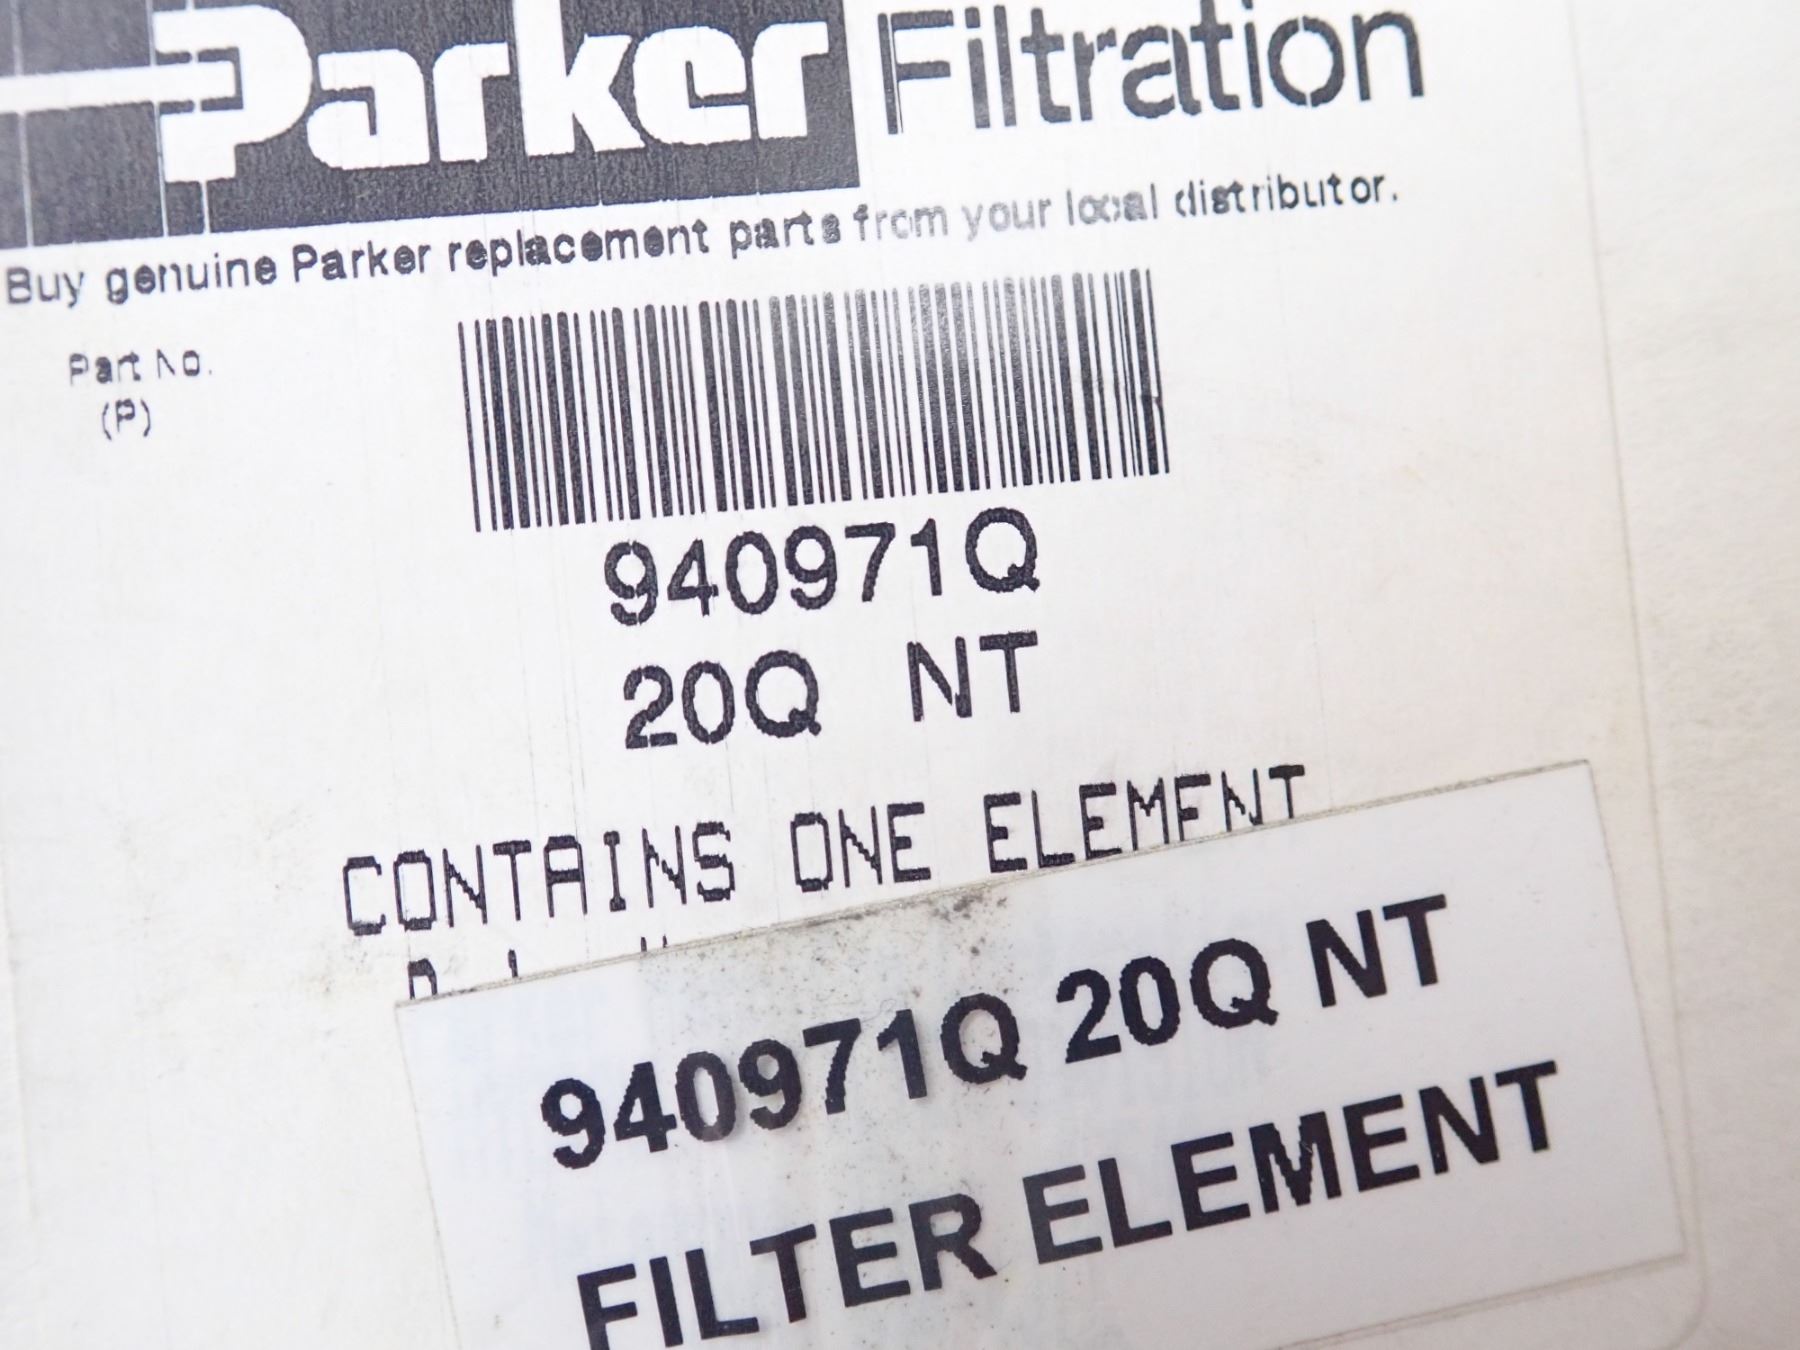 Parker Filtration
Buy genuine Parker replacement parts from your local distributor.
Part No.
(P)
940971Q
20Q NT
CONTAINS ONE ELEMENT
940971Q 20Q NT
FILTER ELEMENT